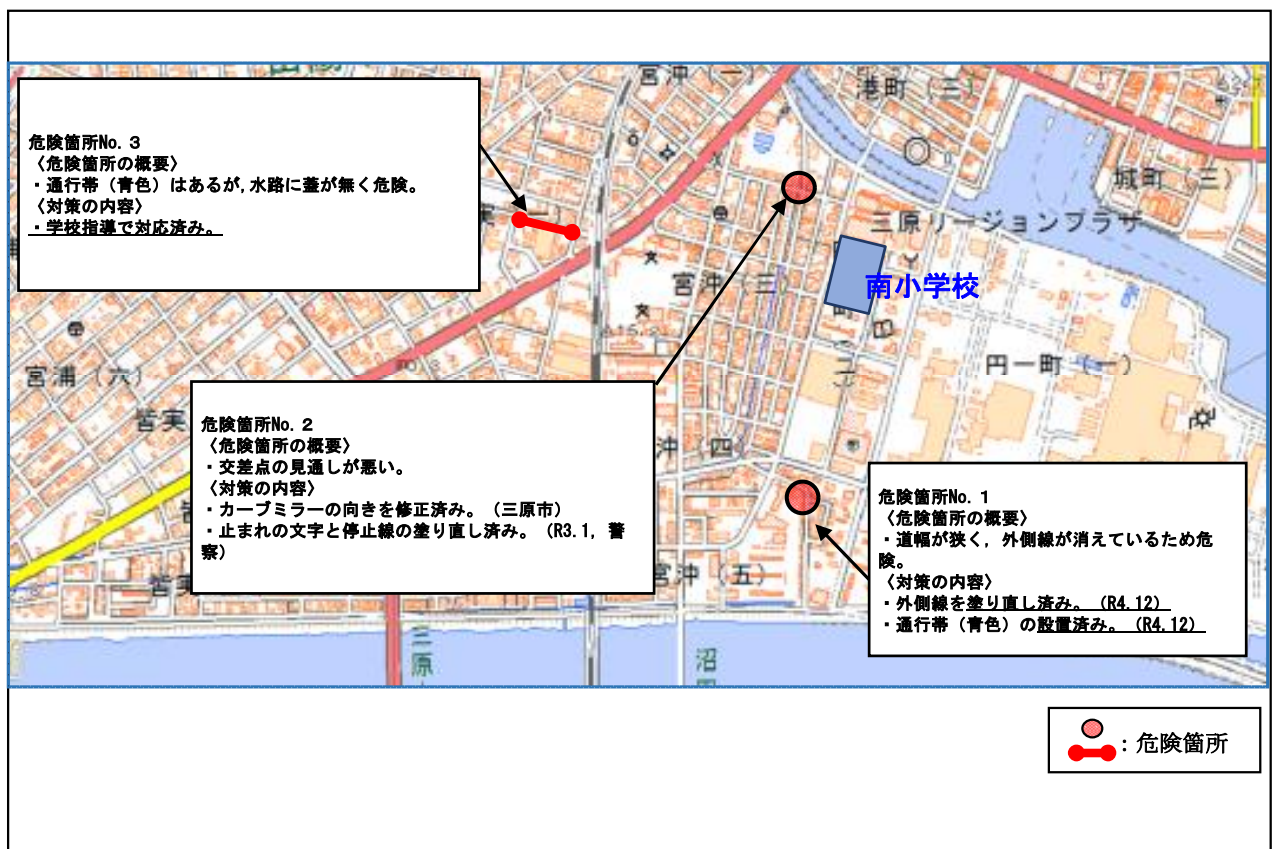 宮沖（一）
港町（三）
危険箇所No. 3
〈危険箇所の概要〉
・通行帯（青色）はあるが,水路に蓋が無く危険。
〈対策の内容〉
・学校指導で対応済み。
城町（三）
三原リージョンプラザ
宮沖（三）
南小学校
円一町（一）
宮浦（六）
皆実
危険箇所No. 2
〈危険箇所の概要〉
・交差点の見通しが悪い。
〈対策の内容〉
・カーブミラーの向きを修正済み。（三原市）
・止まれの文字と停止線の塗り直し済み。（R3.1, 警
察）
沖（四）
危険箇所No. 1
〈危険箇所の概要〉
・道幅が狭く，外側線が消えているため危
険。
〈対策の内容〉
・外側線を塗り直し済み。（R4.12）
・通行帯（青色）の設置済み。（R4.12）
皆実
宮沖（五）
三原
沼
：危険箇所